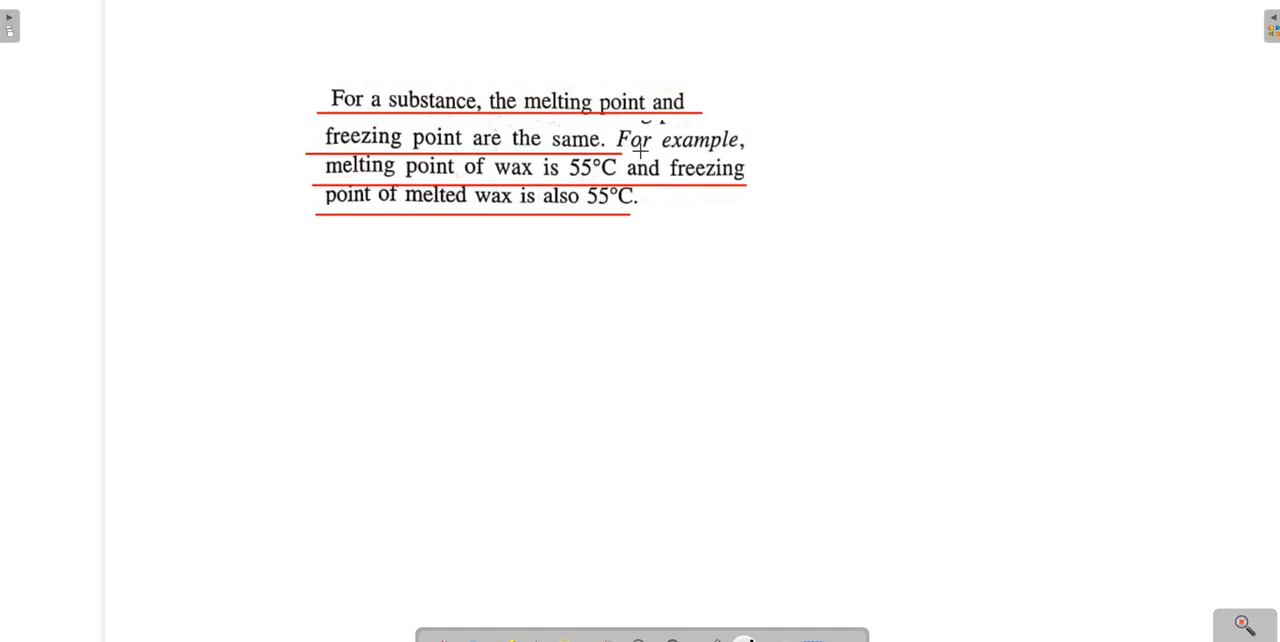 For a substance, the melting point and
freezing point are the same. For example,
melting point of wax is 55°C and freezing
point of melted wax is also 55°C.